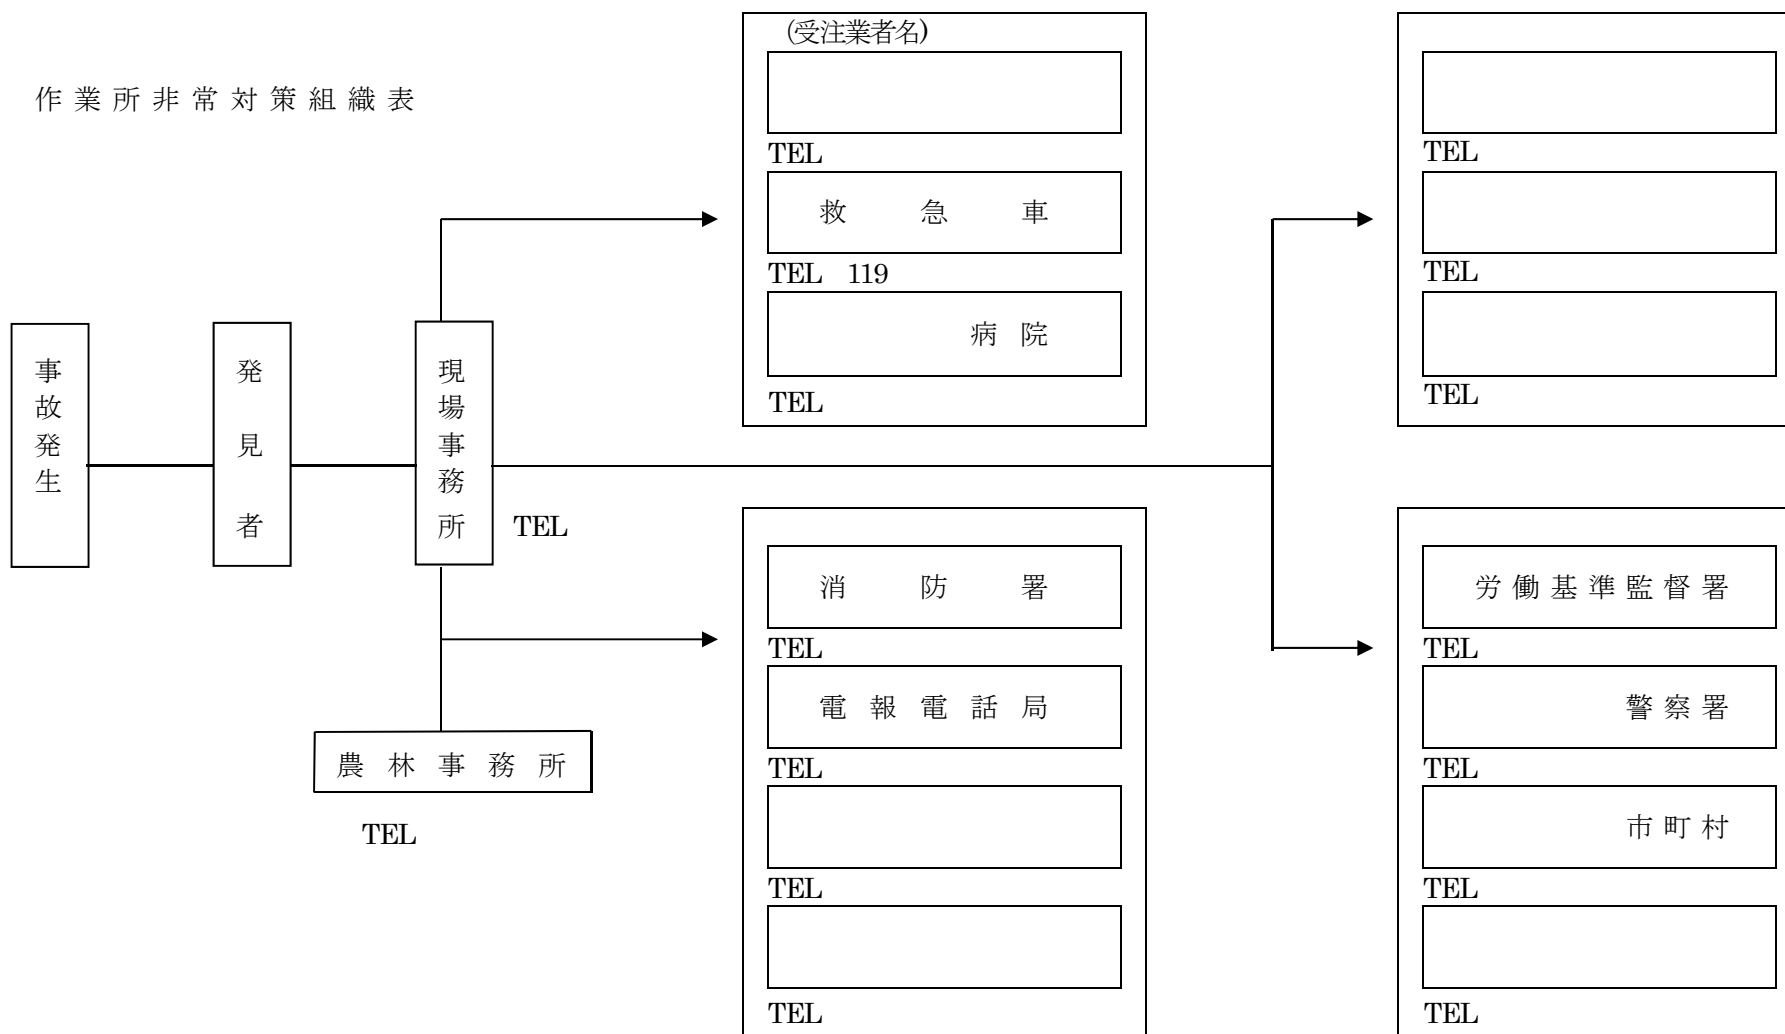 作業所非常対策組織表
事故発生
発見者
現場事務所
TEL
農林事務所
TEL
(受注業者名)
TEL
救急車
TEL 119
病院
TEL
消防署
TEL
電報電話局
TEL
TEL
TEL
TEL
TEL
TEL
労働基準監督署
TEL
警察署
TEL
市町村
TEL
TEL